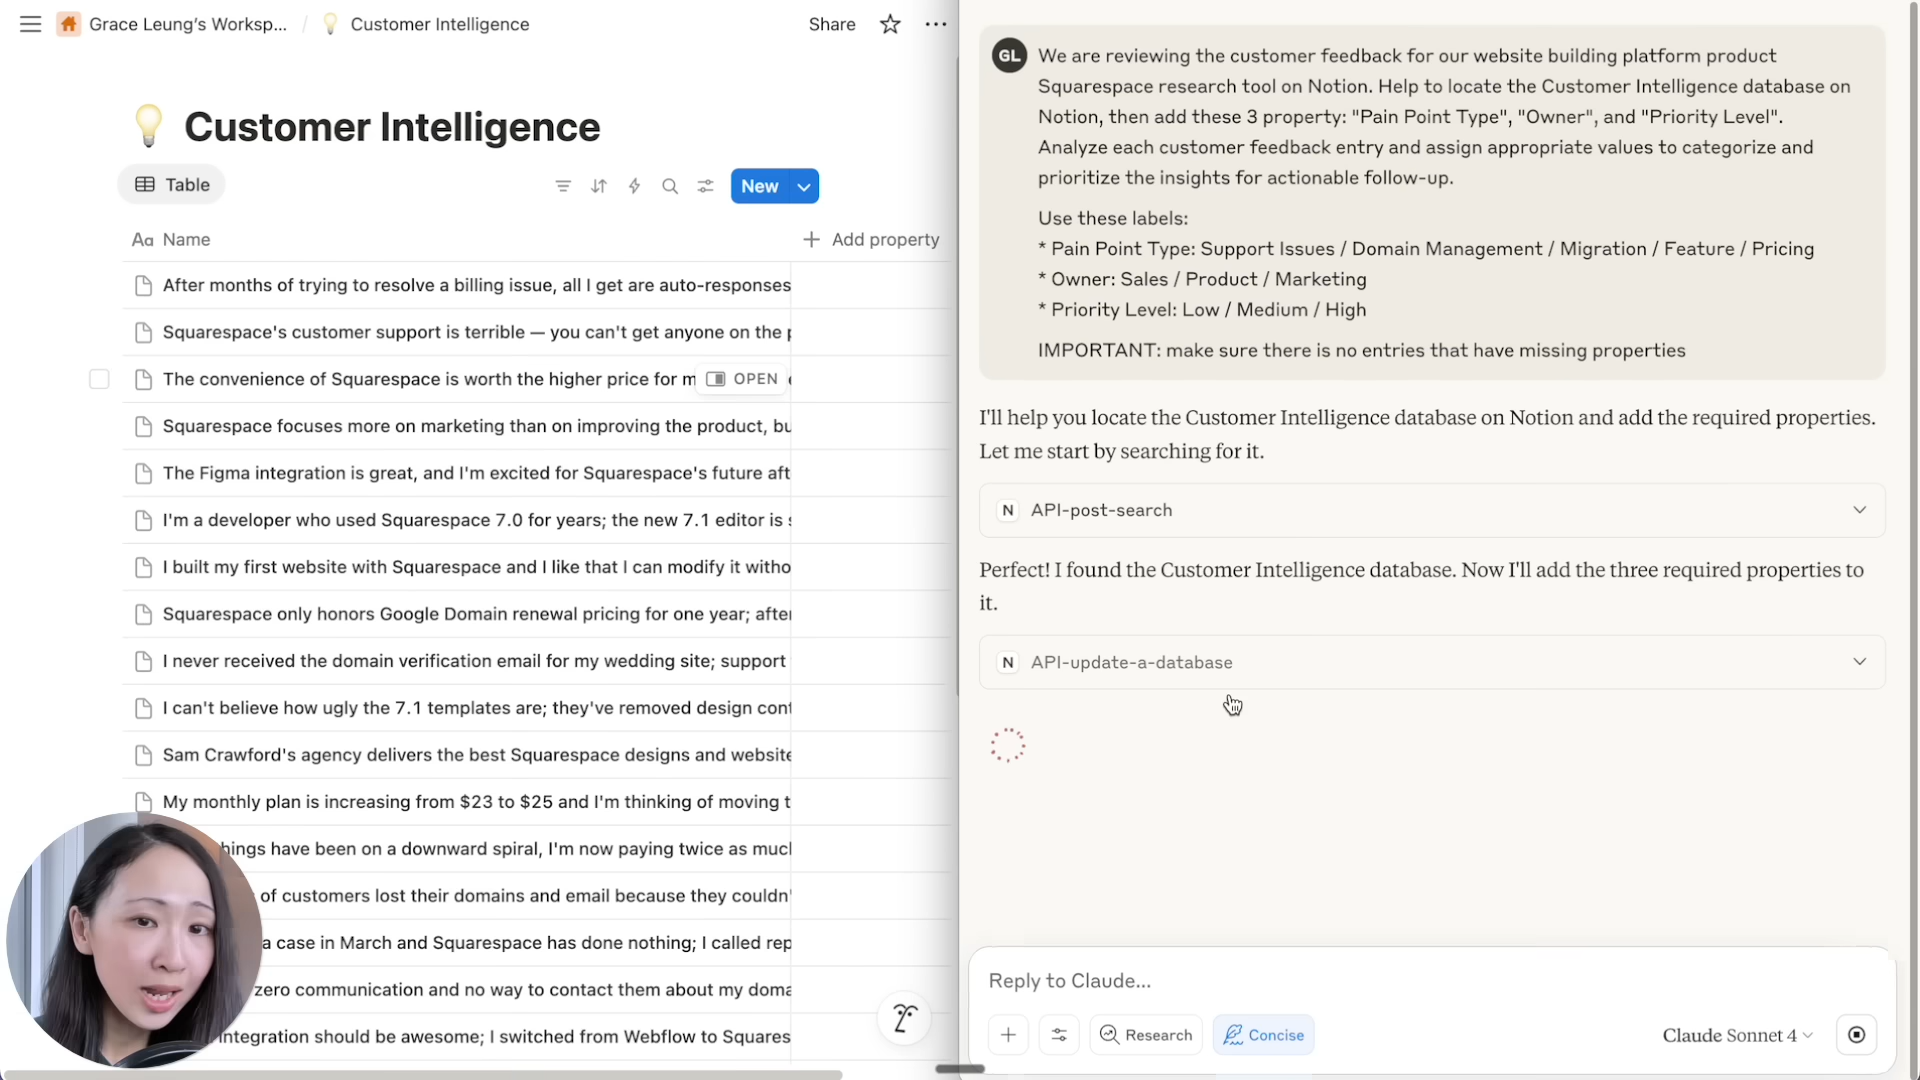 Grace Leung's Worksp... / Customer Intelligence
Share
Customer Intelligence
Table
New
Aa Name
+ Add property
After months of trying to resolve a billing issue, all I get are auto-responses
Squarespace's customer support is terrible — you can't get anyone on the
The convenience of Squarespace is worth the higher price for m
OPEN
Squarespace focuses more on marketing than on improving the product, bu
The Figma integration is great, and I'm excited for Squarespace's future aft
I'm a developer who used Squarespace 7.0 for years; the new 7.1 editor is
I built my first website with Squarespace and I like that I can modify it witho
Squarespace only honors Google Domain renewal pricing for one year; after
I never received the domain verification email for my wedding site; support
I can't believe how ugly the 7.1 templates are; they've removed design cont
Sam Crawford's agency delivers the best Squarespace designs and website
My monthly plan is increasing from $23 to $25 and I'm thinking of moving t
hings have been on a downward spiral, I'm now paying twice as much
of customers lost their domains and email because they couldn'
a case in March and Squarespace has done nothing; I called rep
zero communication and no way to contact them about my doma
integration should be awesome; I switched from Webflow to Squares
GL
We are reviewing the customer feedback for our website building platform product
Squarespace research tool on Notion. Help to locate the Customer Intelligence database on
Notion, then add these 3 property: "Pain Point Type", "Owner", and "Priority Level".
Analyze each customer feedback entry and assign appropriate values to categorize and
prioritize the insights for actionable follow-up.
Use these labels:
* Pain Point Type: Support Issues / Domain Management / Migration / Feature / Pricing
* Owner: Sales / Product / Marketing
* Priority Level: Low / Medium / High
IMPORTANT: make sure there is no entries that have missing properties
I'll help you locate the Customer Intelligence database on Notion and add the required properties.
Let me start by searching for it.
N API-post-search
Perfect! I found the Customer Intelligence database. Now I'll add the three required properties to
it.
N API-update-a-database
Reply to Claude...
Research
Concise
Claude Sonnet 4